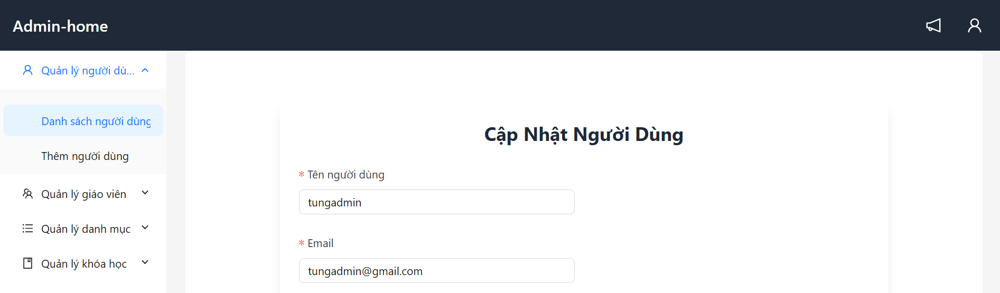 Admin-home
Quản lý người dù...
Danh sách người dùng
Thêm người dùng
Quản lý giáo viên
Quản lý danh mục
Quản lý khóa học
Cập Nhật Người Dùng
* Tên người dùng
tungadmin
* Email
tungadmin@gmail.com